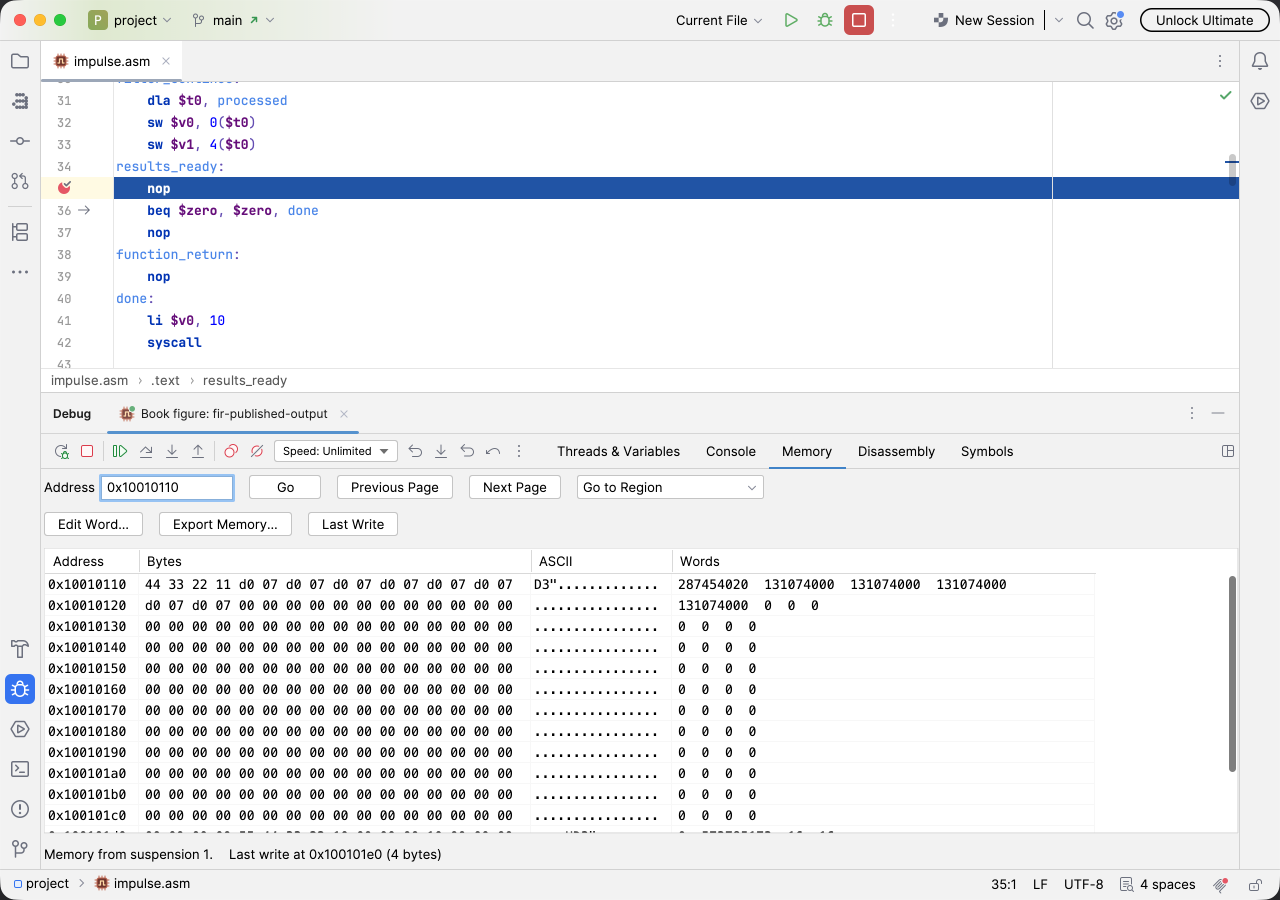 P project main Current File New Session Unlock Ultimate
impulse.asm
31 dla $t0, processed
32 sw $v0, 0($t0)
33 sw $v1, 4($t0)
34 results_ready:
nop
36 beq $zero, $zero, done
37 nop
38 function_return:
39 nop
40 done:
41 li $v0, 10
42 syscall
43
impulse.asm › .text › results_ready
Debug Book figure: fir-published-output
Speed: Unlimited Threads & Variables Console Memory Disassembly Symbols
Address 0x10010110 Go Previous Page Next Page Go to Region
Edit Word... Export Memory... Last Write
Address Bytes ASCII Words
0x10010110 44 33 22 11 d0 07 d0 07 d0 07 d0 07 d0 07 d0 07 D3"............. 287454020 131074000 131074000 131074000
0x10010120 d0 07 d0 07 00 00 00 00 00 00 00 00 00 00 00 00 ................ 131074000 0 0 0
0x10010130 00 00 00 00 00 00 00 00 00 00 00 00 00 00 00 00 ................ 0 0 0 0
0x10010140 00 00 00 00 00 00 00 00 00 00 00 00 00 00 00 00 ................ 0 0 0 0
0x10010150 00 00 00 00 00 00 00 00 00 00 00 00 00 00 00 00 ................ 0 0 0 0
0x10010160 00 00 00 00 00 00 00 00 00 00 00 00 00 00 00 00 ................ 0 0 0 0
0x10010170 00 00 00 00 00 00 00 00 00 00 00 00 00 00 00 00 ................ 0 0 0 0
0x10010180 00 00 00 00 00 00 00 00 00 00 00 00 00 00 00 00 ................ 0 0 0 0
0x10010190 00 00 00 00 00 00 00 00 00 00 00 00 00 00 00 00 ................ 0 0 0 0
0x100101a0 00 00 00 00 00 00 00 00 00 00 00 00 00 00 00 00 ................ 0 0 0 0
0x100101b0 00 00 00 00 00 00 00 00 00 00 00 00 00 00 00 00 ................ 0 0 0 0
0x100101c0 00 00 00 00 00 00 00 00 00 00 00 00 00 00 00 00 ................ 0 0 0 0
Memory from suspension 1. Last write at 0x100101e0 (4 bytes)
project › impulse.asm 35:1 LF UTF-8 4 spaces